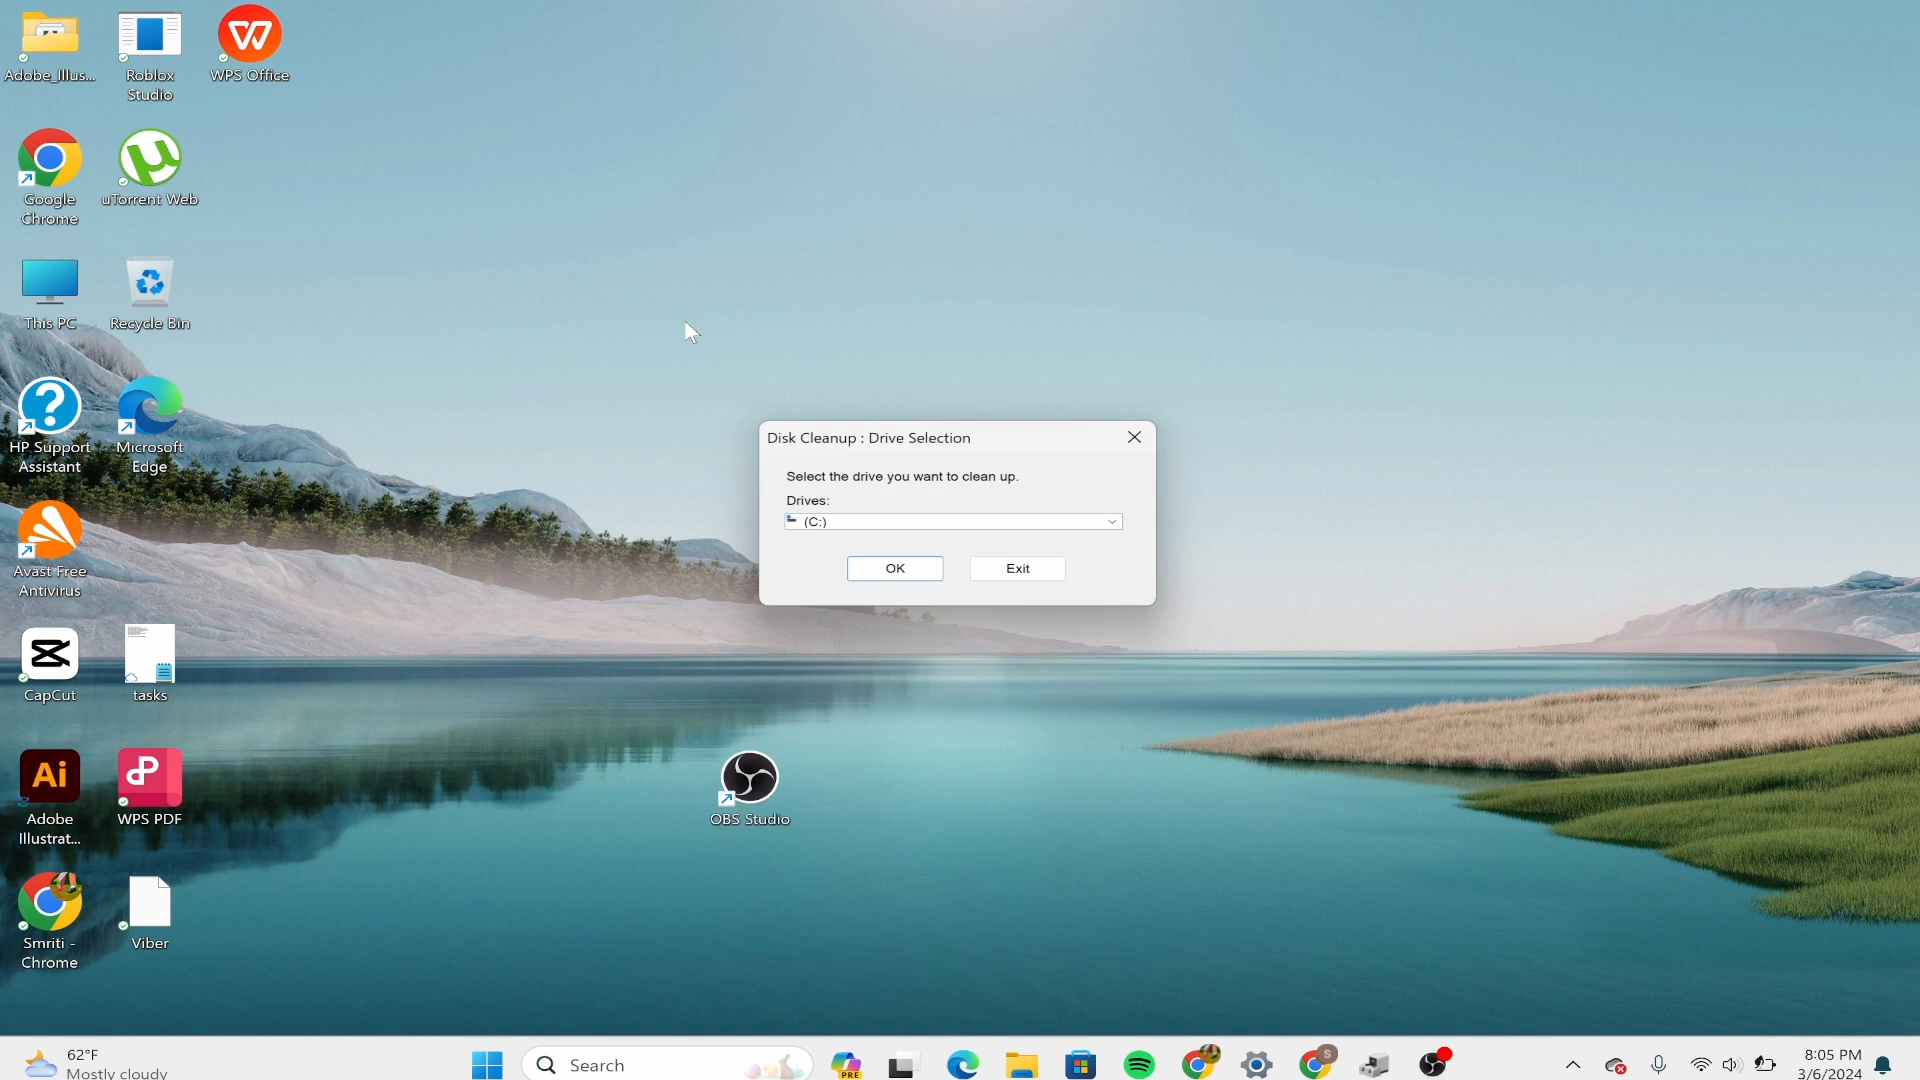 Adobe_Illus...
Roblox
Studio
WPS Office
Google
Chrome
uTorrent Web
This PC
Recycle Bin
HP Support
Assistant
Microsoft
Edge
Avast Free
Antivirus
CapCut
tasks
Ai
Adobe
Illustrat...
WPS PDF
Smriti -
Chrome
Viber
OBS Studio
Disk Cleanup : Drive Selection
Select the drive you want to clean up.
Drives:
(C:)
OK
Exit
62°F
Mostly cloudy
Search
PRE
S
8:05 PM
3/6/2024